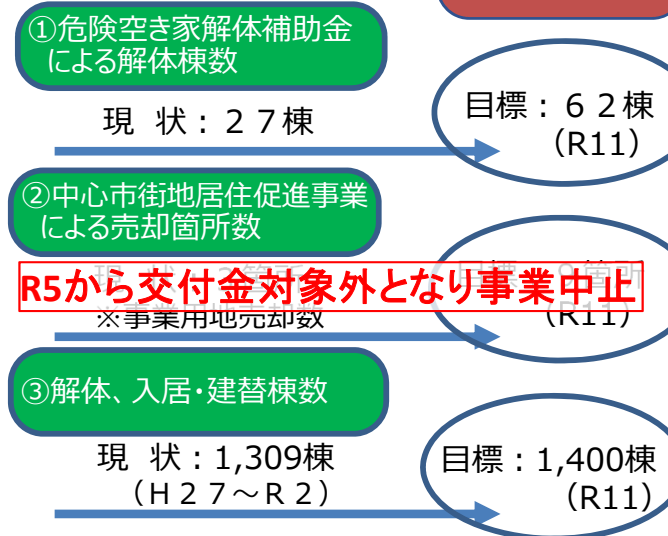 ①危険空き家解体補助金
による解体棟数
現 状：２７棟
目標：６２棟
(R11)
②中心市街地居住促進事業
による売却箇所数
R5から交付金対象外となり事業中止
※事業用地売却数
(R11)
③解体、入居・建替棟数
現 状：1,309棟
（Ｈ２７～Ｒ２）
目標：1,400棟
(R11)